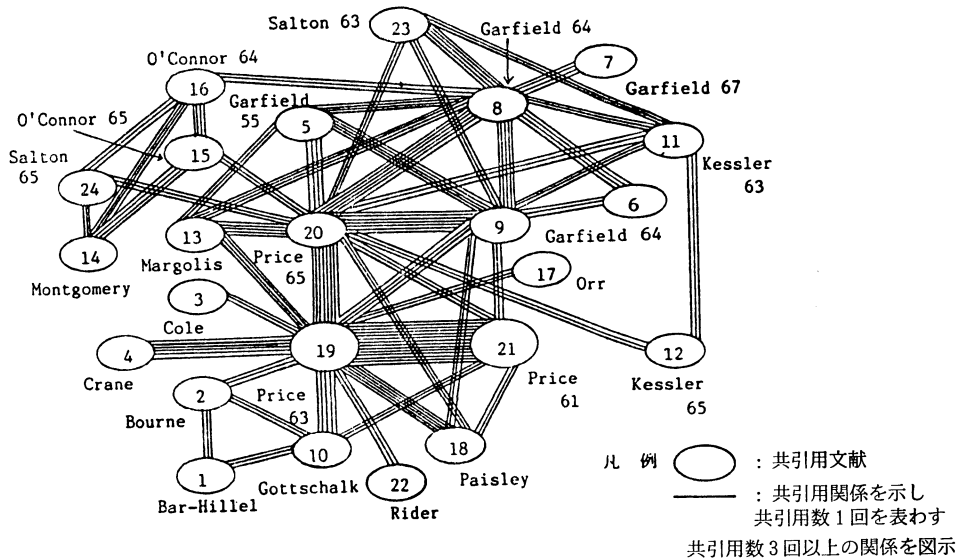 Salton 63
23
Garfield 64
7
Garfield 67
O'Connor 64
16
Garfield
55
5
8
O'Connor 65
15
11
Kessler
63
Salton
65
24
14
Montgomery
13
Margolis
20
Price
65
9
6
Garfield 64
17
Orr
3
Cole
4
Crane
19
Price
63
21
Price
61
12
Kessler
65
2
Bourne
1
Bar-Hillel
10
Gottschalk
22
Rider
18
Paisley
凡 例
: 共引用文献
: 共引用関係を示し
共引用数1回を表わす
共引用数3回以上の関係を図示